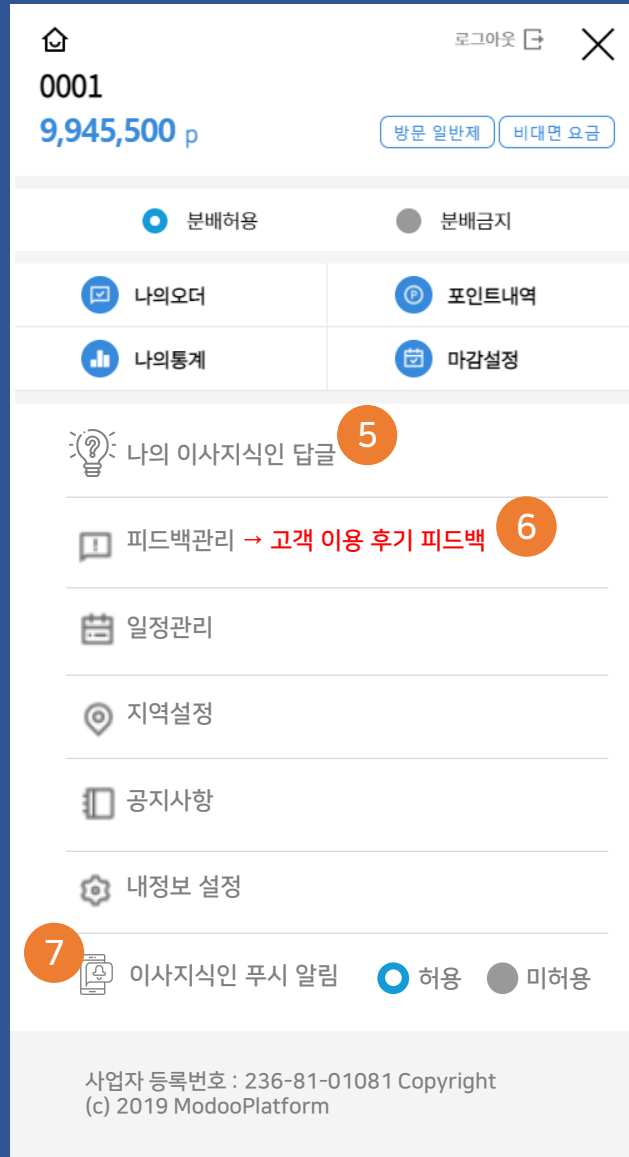 로그아웃
0001
9,945,500 p
방문 일반제 비대면 요금
분배허용 분배금지
나의오더 포인트내역
나의통계 마감설정
나의 이사지식인 답글 5
피드백관리 → 고객 이용 후기 피드백 6
일정관리
지역설정
공지사항
내정보 설정
7 이사지식인 푸시 알림 허용 미허용
사업자 등록번호 : 236-81-01081 Copyright
(c) 2019 ModooPlatform